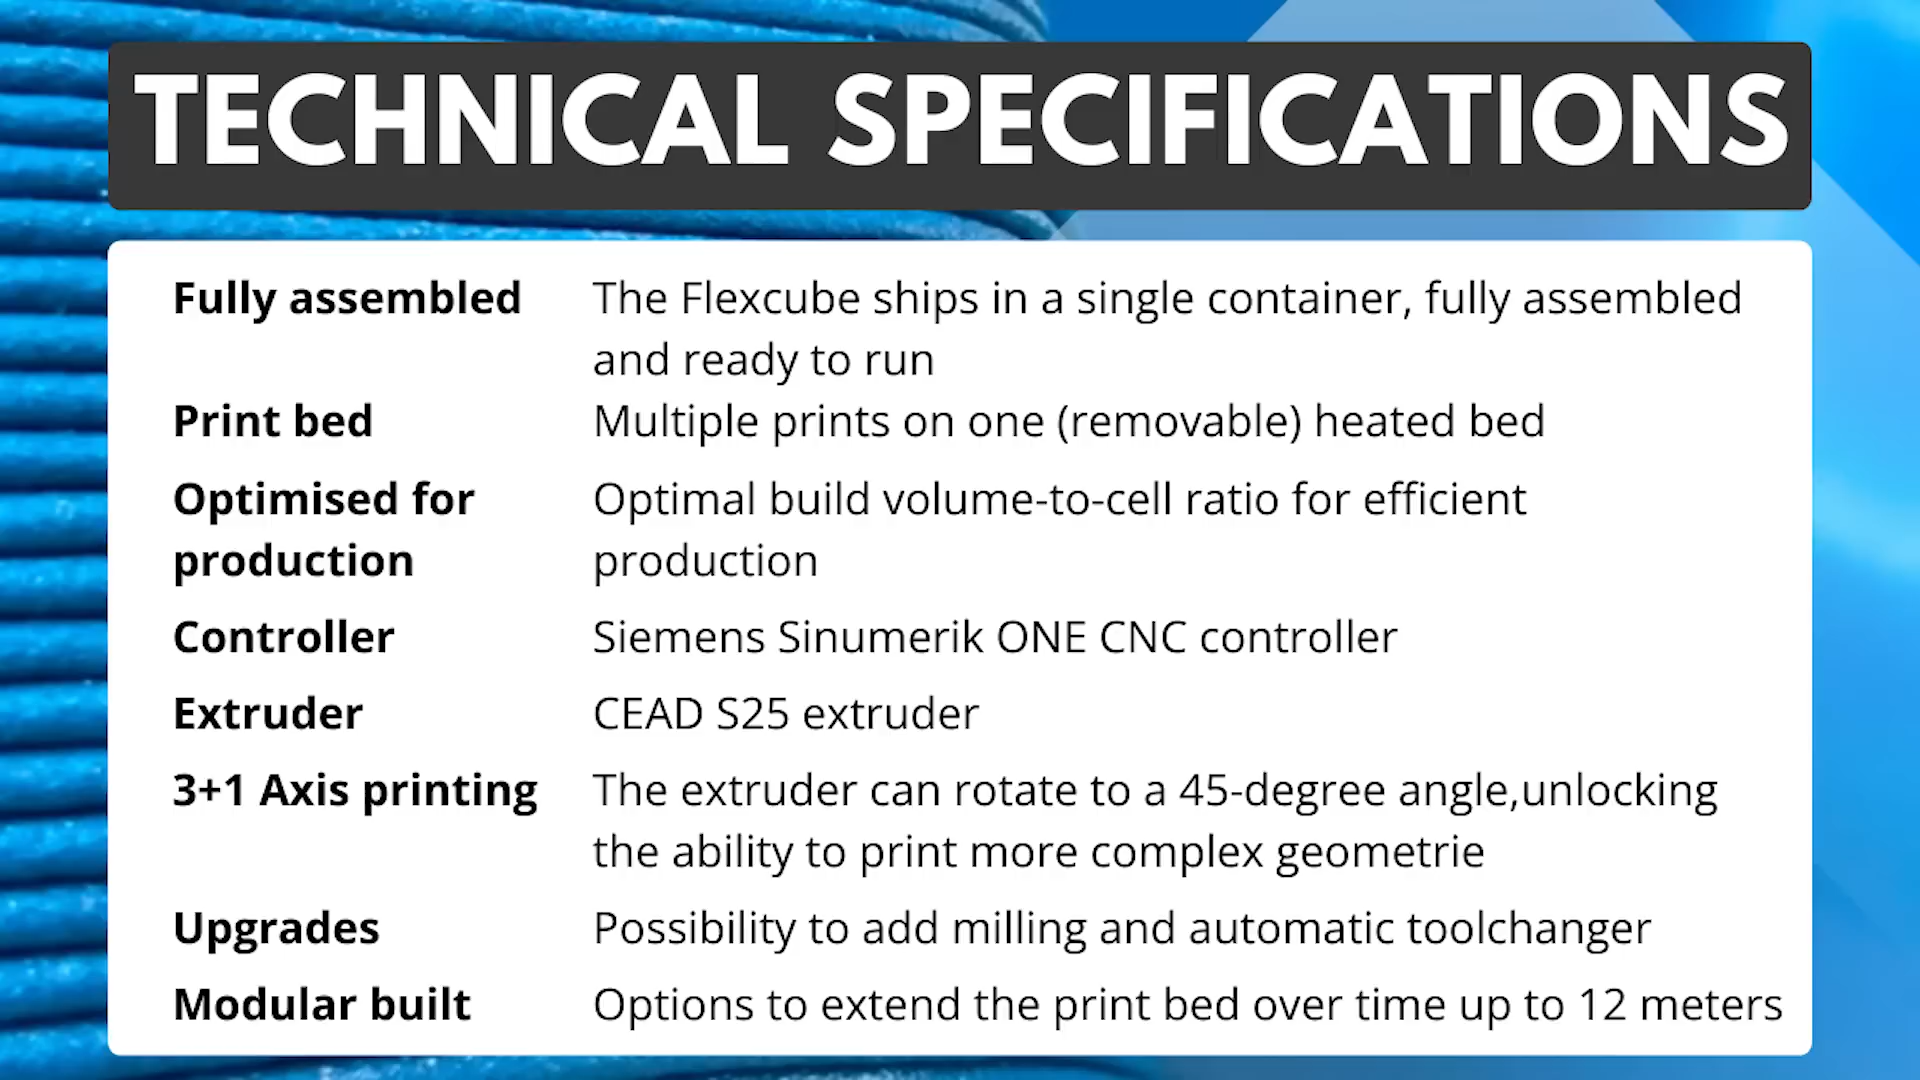 TECHNICAL SPECIFICATIONS
Fully assembled The Flexcube ships in a single container, fully assembled
and ready to run
Print bed Multiple prints on one (removable) heated bed
Optimised for Optimal build volume-to-cell ratio for efficient
production production
Controller Siemens Sinumerik ONE CNC controller
Extruder CEAD S25 extruder
3+1 Axis printing The extruder can rotate to a 45-degree angle,unlocking
the ability to print more complex geometrie
Upgrades Possibility to add milling and automatic toolchanger
Modular built Options to extend the print bed over time up to 12 meters